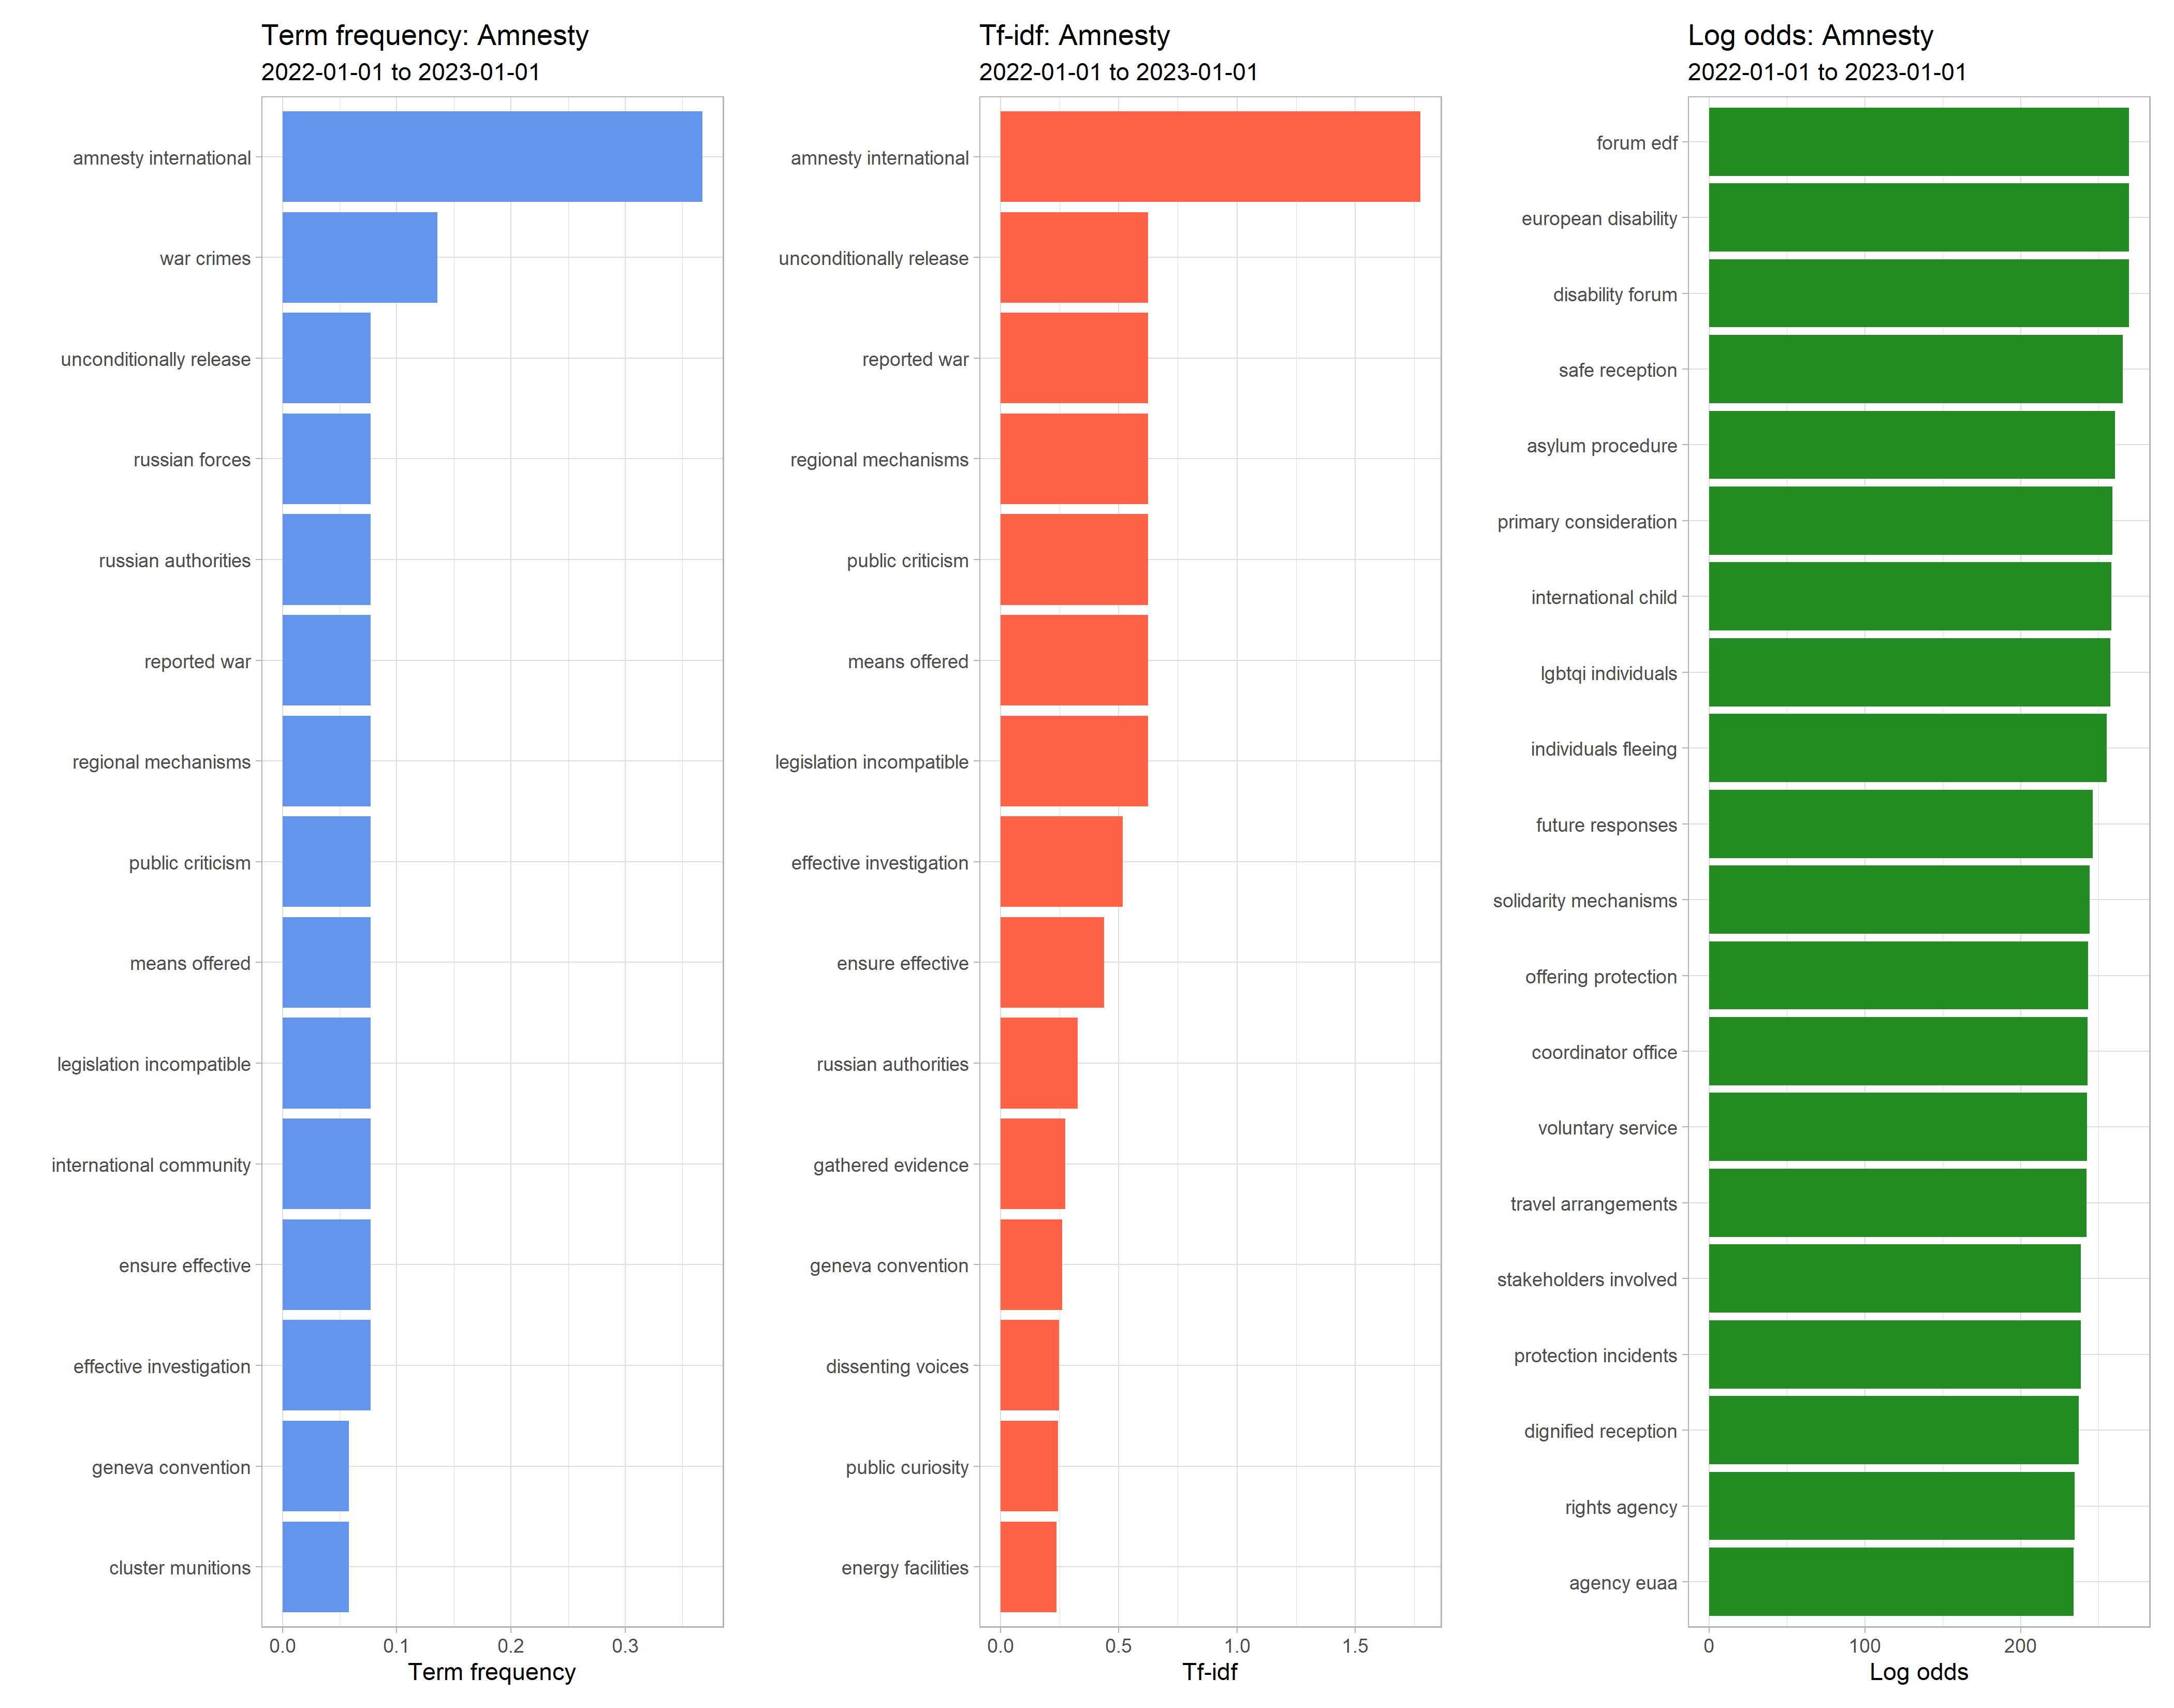 Term frequency: Amnesty
2022-01-01 to 2023-01-01
amnesty international
war crimes
unconditionally release
russian forces
russian authorities
reported war
regional mechanisms
public criticism
means offered
legislation incompatible
international community
ensure effective
effective investigation
geneva convention
cluster munitions
0.0 0.1 0.2 0.3
Term frequency
Tf-idf: Amnesty
2022-01-01 to 2023-01-01
amnesty international
unconditionally release
reported war
regional mechanisms
public criticism
means offered
legislation incompatible
effective investigation
ensure effective
russian authorities
gathered evidence
geneva convention
dissenting voices
public curiosity
energy facilities
0.0 0.5 1.0 1.5
Tf-idf
Log odds: Amnesty
2022-01-01 to 2023-01-01
forum edf
european disability
disability forum
safe reception
asylum procedure
primary consideration
international child
lgbtqi individuals
individuals fleeing
future responses
solidarity mechanisms
offering protection
coordinator office
voluntary service
travel arrangements
stakeholders involved
protection incidents
dignified reception
rights agency
agency euaa
0 100 200
Log odds